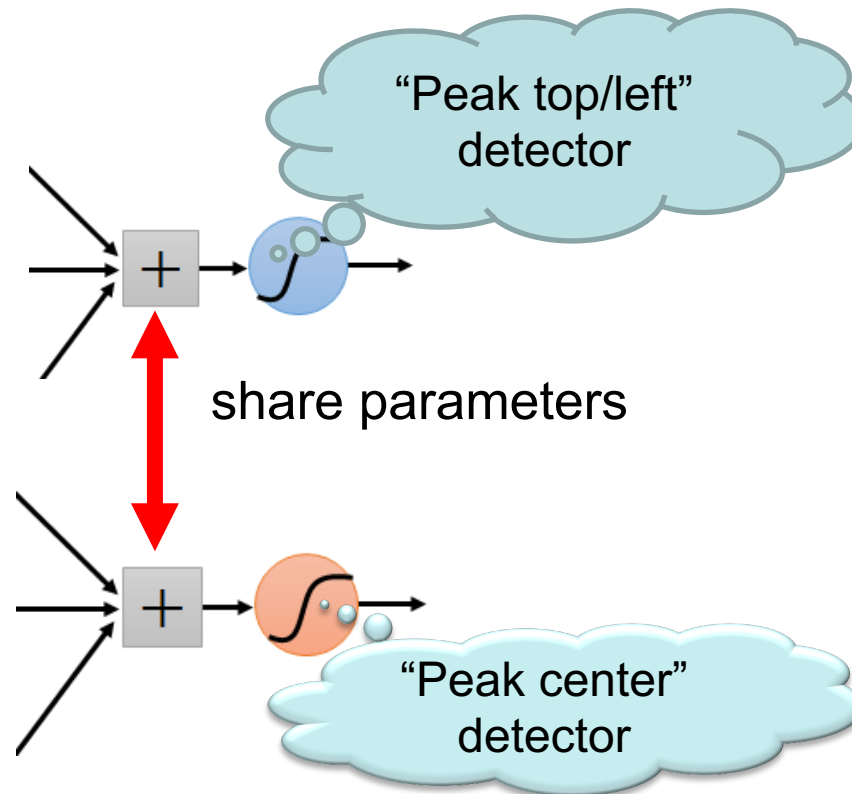 “Peak top/left”
detector
+
share parameters
+
“Peak center”
detector